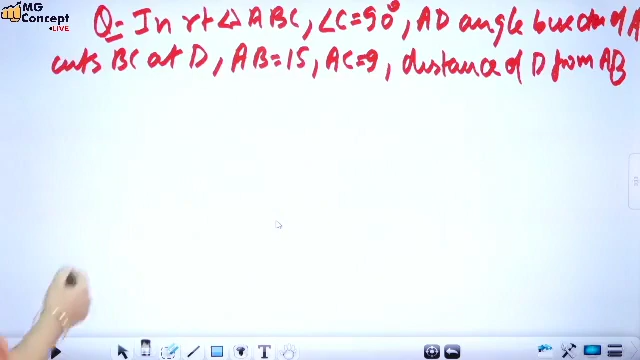 MG
Concept
LIVE
Q- In rt △ ABC, ∠C=90°, AD angle bisector of A
cuts BC at D, AB=15, AC=9, distance of D from AB
T